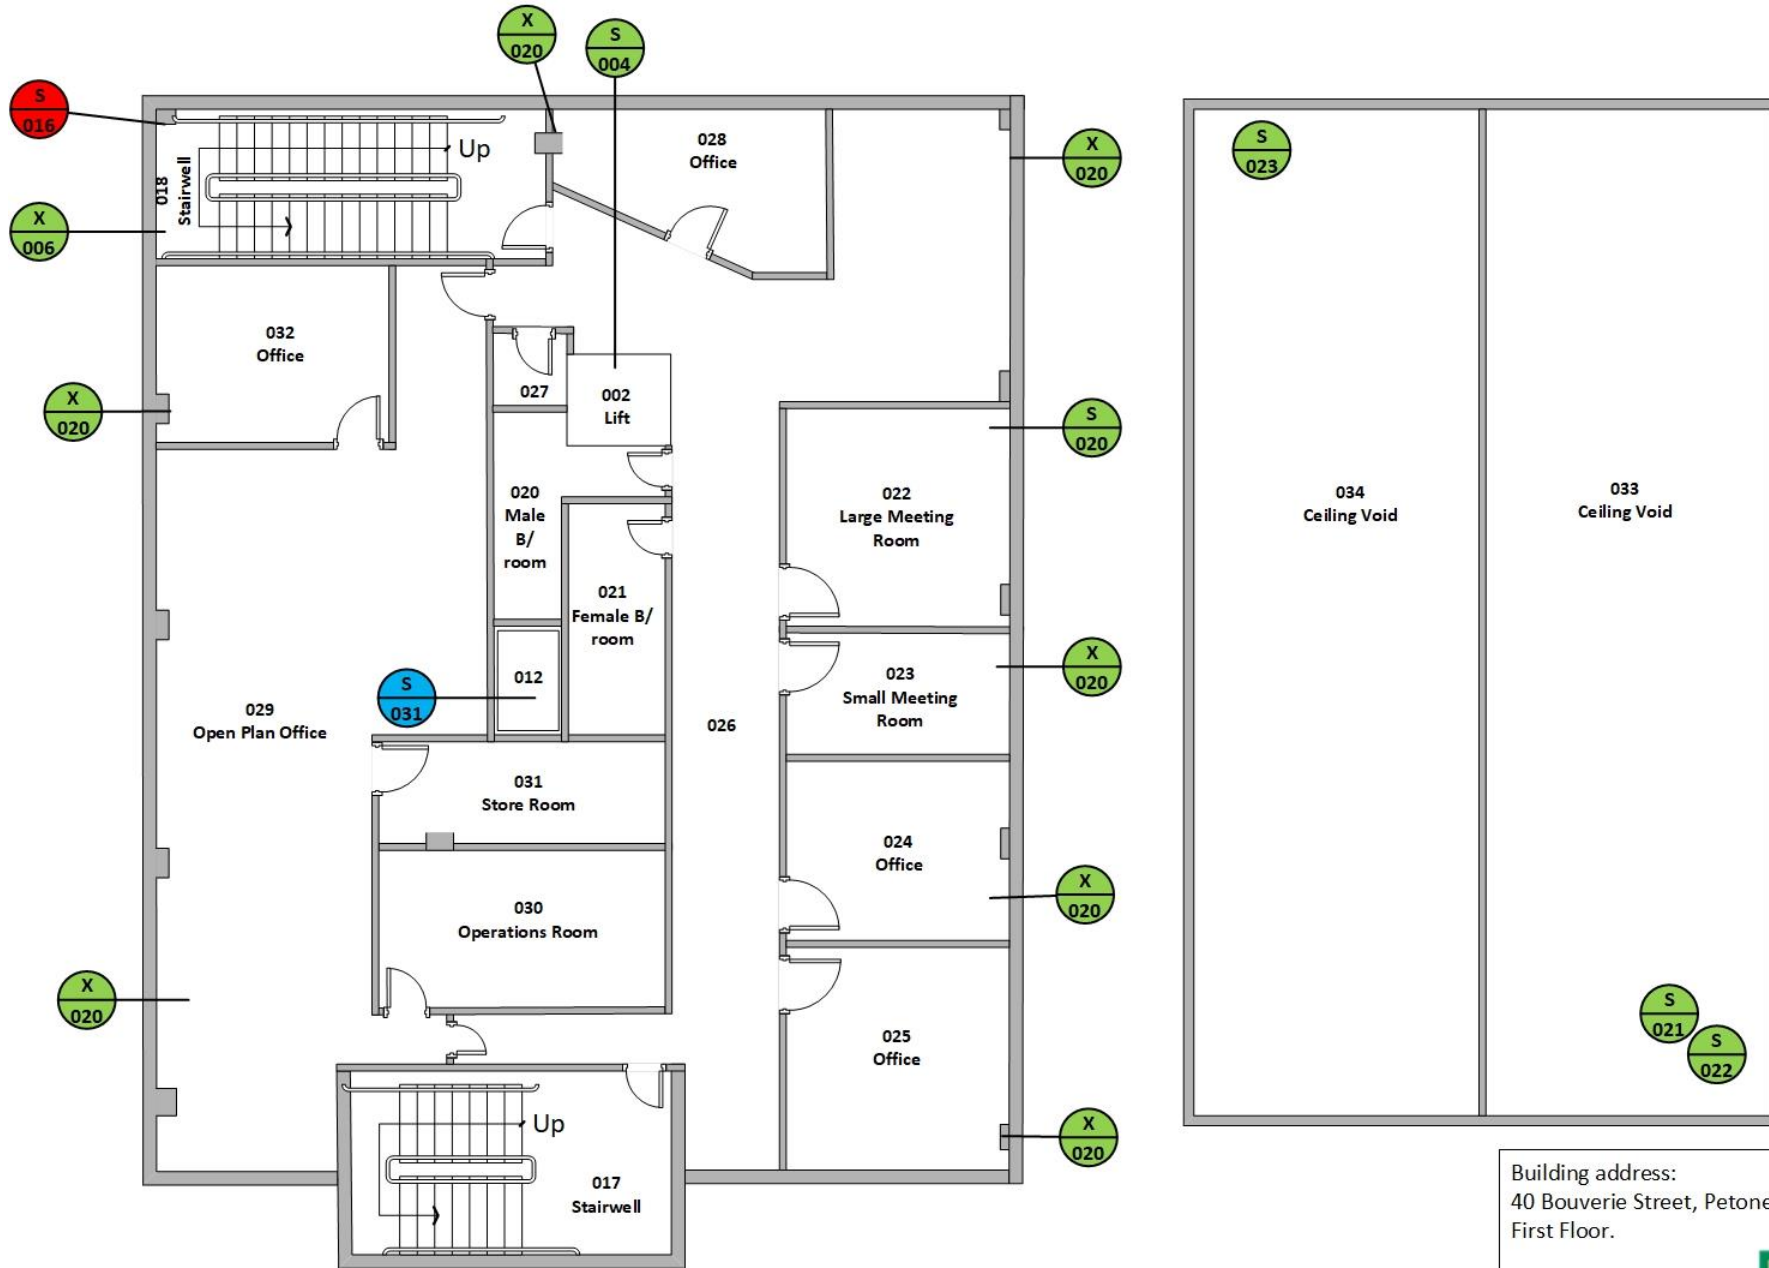 X
020
S
004
S
016
Up
028
Office
X
020
S
023
018
Stairwell
X
006
032
Office
X
020
027
002
Lift
S
020
020
Male
B/
room
022
Large Meeting
Room
034
Ceiling Void
033
Ceiling Void
021
Female B/
room
S
031
012
023
Small Meeting
Room
X
020
029
Open Plan Office
026
031
Store Room
024
Office
X
020
030
Operations Room
X
020
025
Office
S
021
S
022
Up
X
020
017
Stairwell
Building address:
40 Bouverie Street, Petone
First Floor.